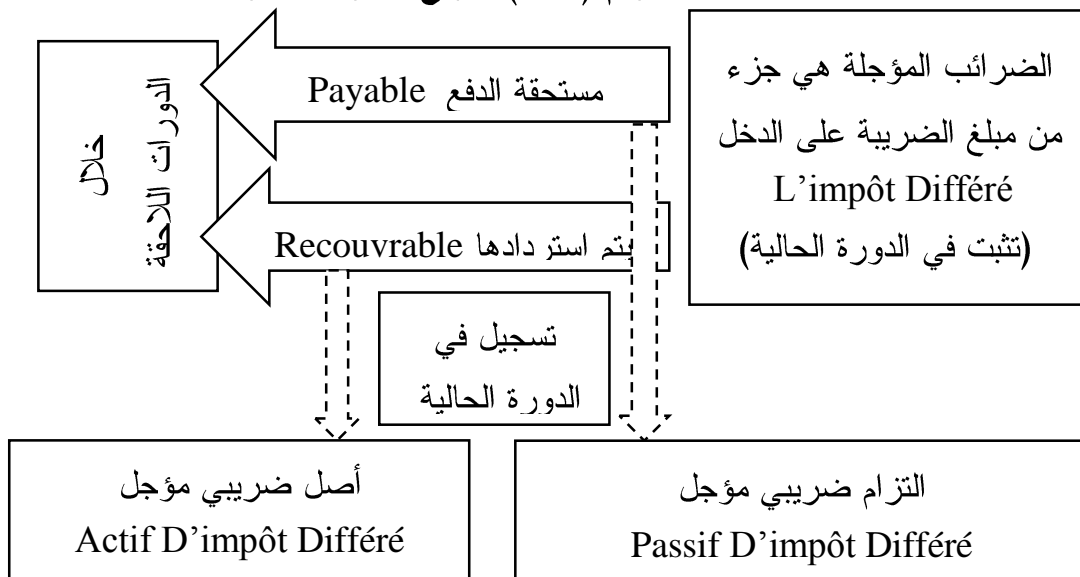 الضرائب المؤجلة هي جزء
من مبلغ الضريبة على الدخل
L’impôt Différé
(تثبت في الدورة الحالية)
مستحقة الدفع Payable
يتم استردادها Recouvrable
خلال
الدورات اللاحقة
تسجيل في
الدورة الحالية
التزام ضريبي مؤجل
Passif D’impôt Différé
أصل ضريبي مؤجل
Actif D’impôt Différé